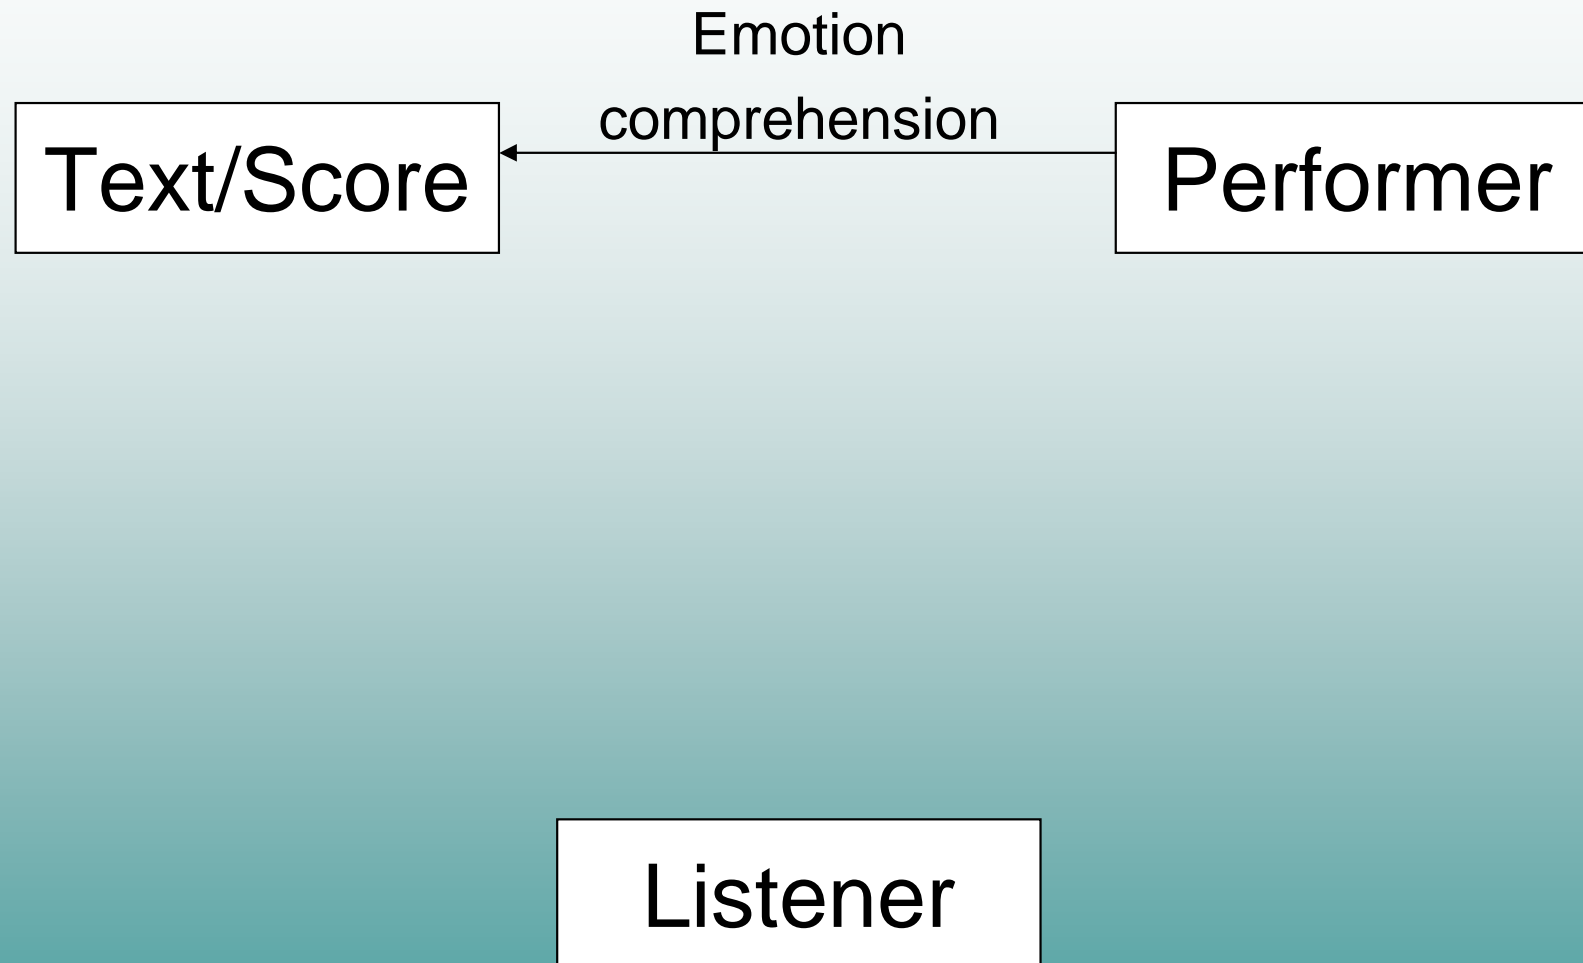 Emotion
comprehension
Text/Score
Performer
Listener